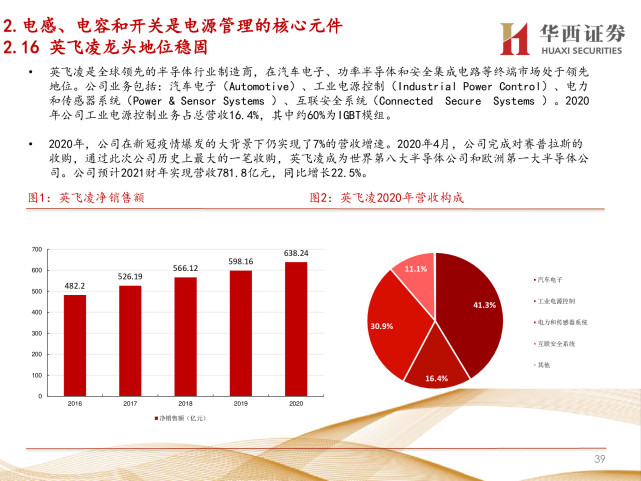 2.电感、电容和开关是电源管理的核心元件
2.16 英飞凌龙头地位稳固
华西证券
HUAXI SECURITIES
• 英飞凌是全球领先的半导体行业制造商，在汽车电子、功率半导体和安全集成电路等终端市场处于领先
地位。公司业务包括：汽车电子（Automotive）、工业电源控制（Industrial Power Control）、电力
和传感器系统（Power & Sensor Systems ）、互联安全系统（Connected Secure Systems ）。2020
年公司工业电源控制业务占总营收16.4%，其中约60%为IGBT模组。
• 2020年，公司在新冠疫情爆发的大背景下仍实现了7%的营收增速。2020年4月，公司完成对赛普拉斯的
收购，通过此次公司历史上最大的一笔收购，英飞凌成为世界第八大半导体公司和欧洲第一大半导体公
司。公司预计2021财年实现营收781.8亿元，同比增长22.5%。
图1：英飞凌净销售额
图2：英飞凌2020年营收构成
700
600
500
400
300
200
100
0
482.2
526.19
566.12
598.16
638.24
2016
2017
2018
2019
2020
净销售额（亿元）
41.3%
16.4%
30.9%
11.1%
汽车电子
工业电源控制
电力和传感器系统
互联安全系统
其他
39